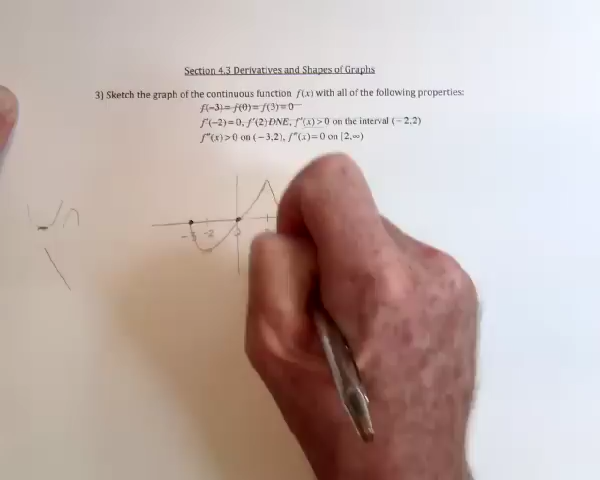 Section 4.3 Derivatives and Shapes of Graphs
3) Sketch the graph of the continuous function f(x) with all of the following properties:
f(-3)=f(0)=f(3)=0
f'(-2)=0, f'(2) DNE, f'(x)>0 on the interval (-2,2)
f''(x)>0 on (-3,2), f''(x)=0 on [2,∞)
-3 -2